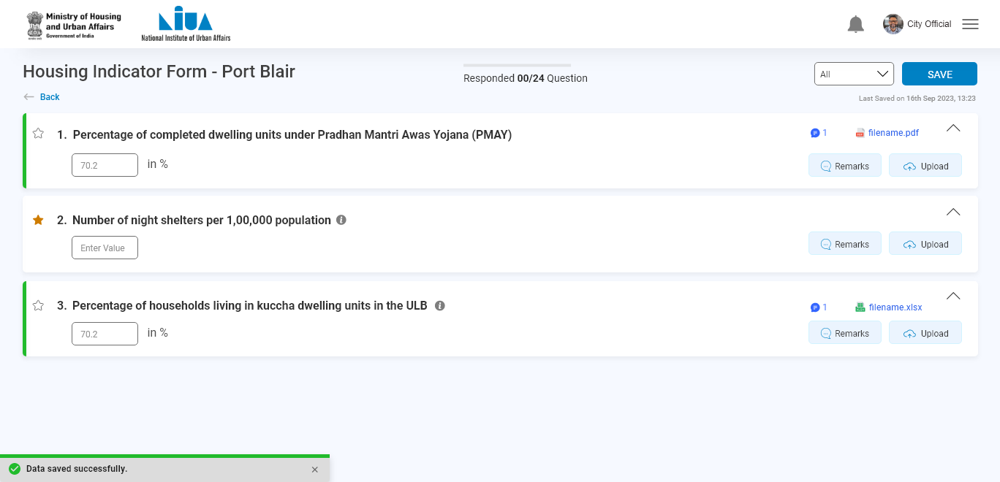 Ministry of Housing
and Urban Affairs
Government of India
NIUA
National Institute of Urban Affairs
City Official
Housing Indicator Form - Port Blair
Responded 00/24 Question
All
SAVE
Back
Last Saved on 16th Sep 2023, 13:23
1. Percentage of completed dwelling units under Pradhan Mantri Awas Yojana (PMAY)
1
filename.pdf
70.2
in %
Remarks
Upload
2. Number of night shelters per 1,00,000 population
Enter Value
Remarks
Upload
3. Percentage of households living in kuccha dwelling units in the ULB
1
filename.xlsx
70.2
in %
Remarks
Upload
Data saved successfully.